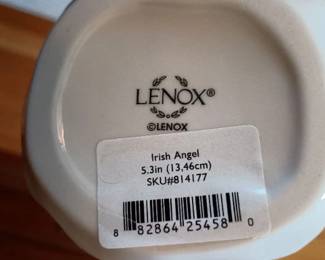 LENOX®
©LENOX
Irish Angel
5.3in (13,46cm)
SKU#814177
8 82864 25458 0